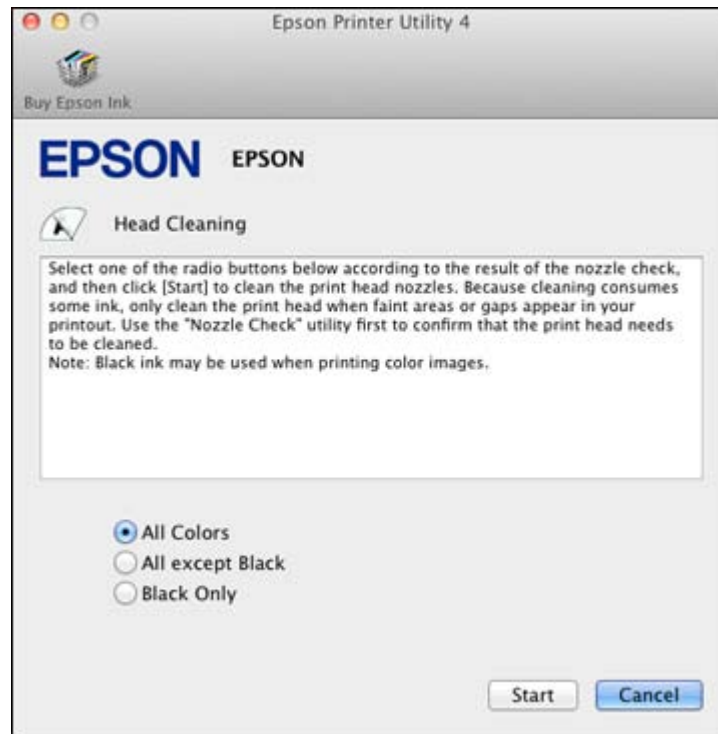 Epson Printer Utility 4
Buy Epson Ink
EPSON EPSON
Head Cleaning
Select one of the radio buttons below according to the result of the nozzle check,
and then click [Start] to clean the print head nozzles. Because cleaning consumes
some ink, only clean the print head when faint areas or gaps appear in your
printout. Use the "Nozzle Check" utility first to confirm that the print head needs
to be cleaned.
Note: Black ink may be used when printing color images.
All Colors
All except Black
Black Only
Start Cancel